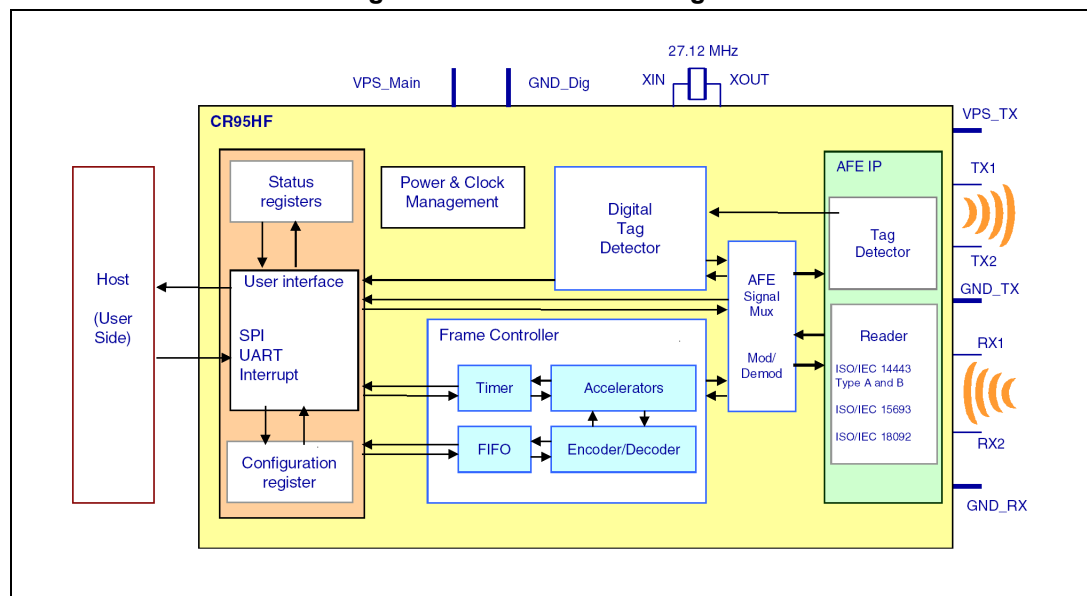 27.12 MHz
VPS_Main
GND_Dig
XIN
XOUT
CR95HF
VPS_TX
Status
registers
Power & Clock
Management
Digital
Tag
Detector
AFE IP
TX1
Tag
Detector
TX2
Host
(User
Side)
User interface
SPI
UART
Interrupt
AFE
Signal
Mux
Mod/
Demod
GND_TX
Frame Controller
Timer
Accelerators
FIFO
Encoder/Decoder
Reader
ISO/IEC 14443
Type A and B
ISO/IEC 15693
ISO/IEC 18092
RX1
RX2
Configuration
register
GND_RX